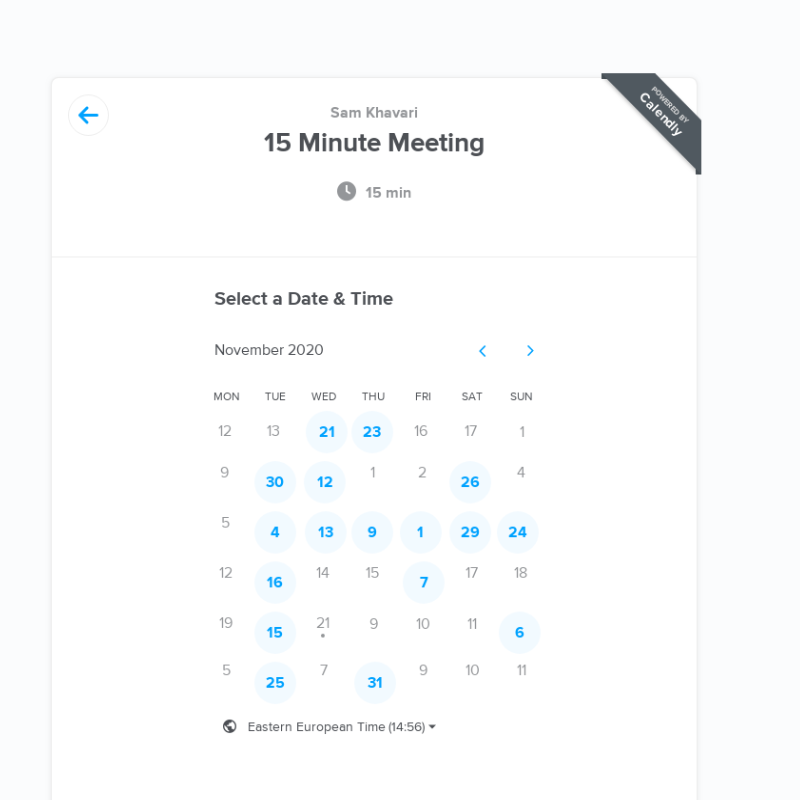 POWERED BY
Calendly
Sam Khavari
15 Minute Meeting
15 min
Select a Date & Time
November 2020
MON TUE WED THU FRI SAT SUN
12 13 21 23 16 17 1
9 30 12 1 2 26 4
5 4 13 9 1 29 24
12 16 14 15 7 17 18
19 15 21 9 10 11 6
5 25 7 31 9 10 11
Eastern European Time (14:56)